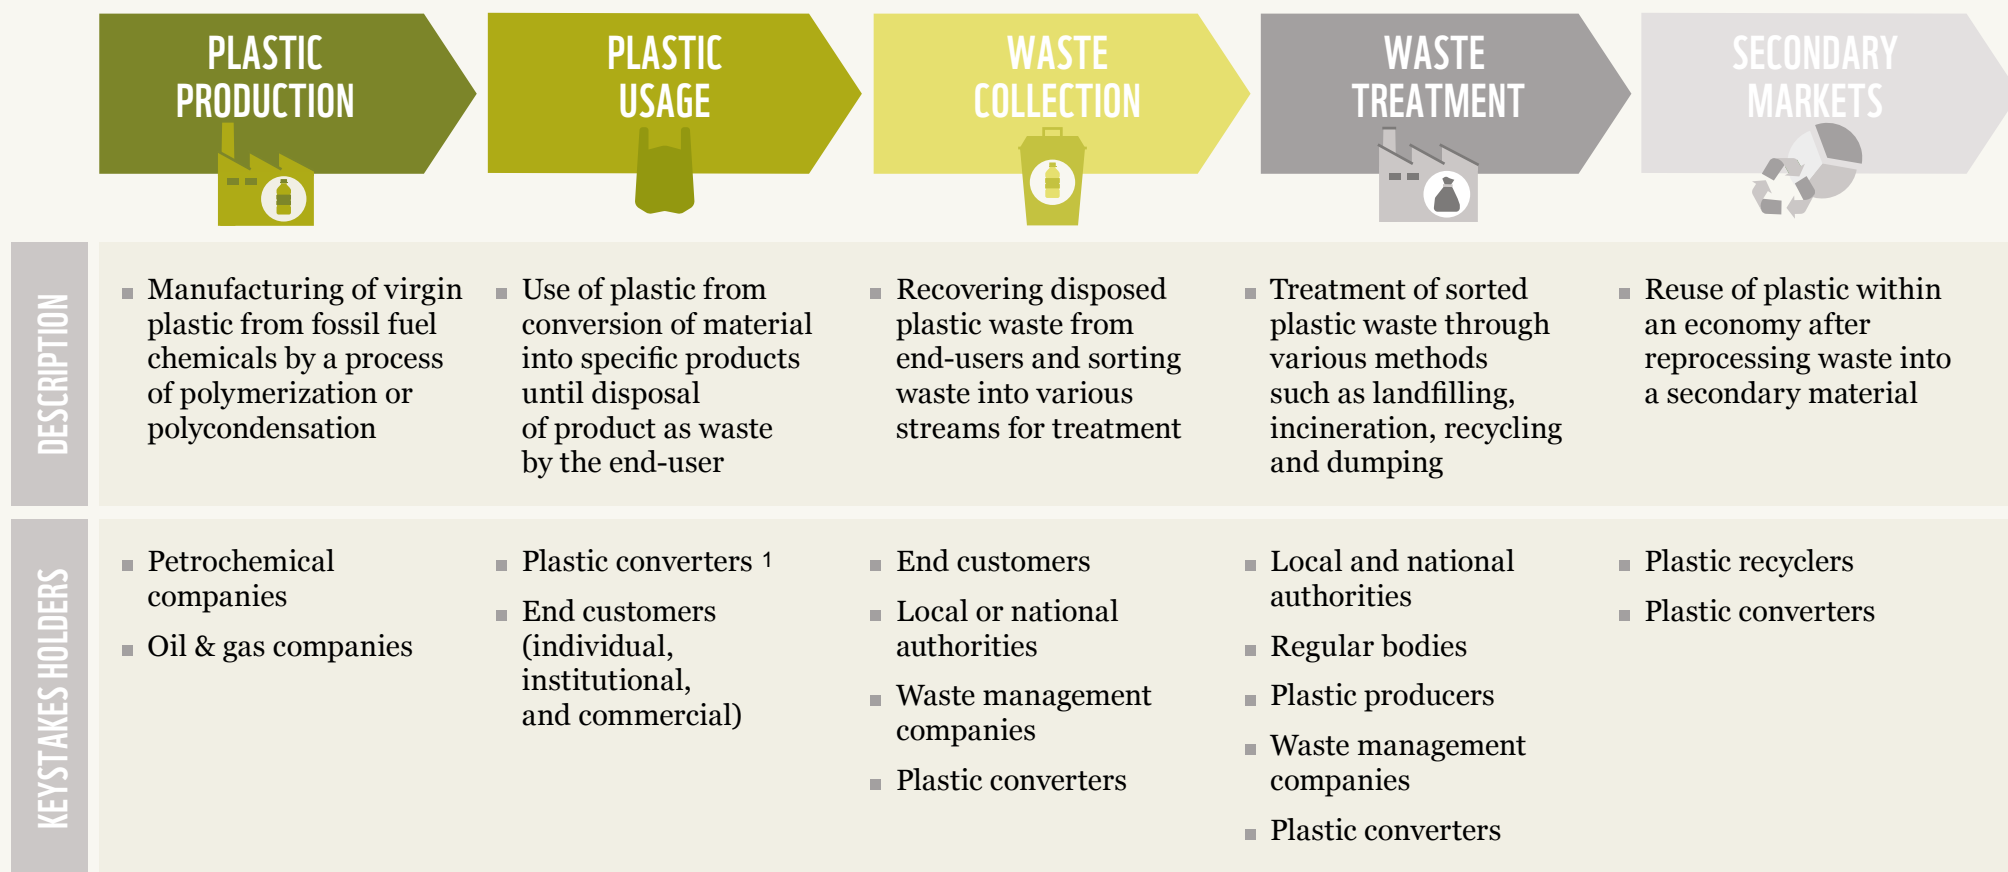 PLASTIC
PRODUCTION
PLASTIC
USAGE
WASTE
COLLECTION
WASTE
TREATMENT
SECONDARY
MARKETS
DESCRIPTION
Manufacturing of virgin
plastic from fossil fuel
chemicals by a process
of polymerization or
polycondensation
Use of plastic from
conversion of material
into specific products
until disposal
of product as waste
by the end-user
Recovering disposed
plastic waste from
end-users and sorting
waste into various
streams for treatment
Treatment of sorted
plastic waste through
various methods
such as landfilling,
incineration, recycling
and dumping
Reuse of plastic within
an economy after
reprocessing waste into
a secondary material
KEYSTAKES HOLDERS
Petrochemical
companies
Oil & gas companies
Plastic converters 1
End customers
(individual,
institutional,
and commercial)
End customers
Local or national
authorities
Waste management
companies
Plastic converters
Local and national
authorities
Regular bodies
Plastic producers
Waste management
companies
Plastic converters
Plastic recyclers
Plastic converters